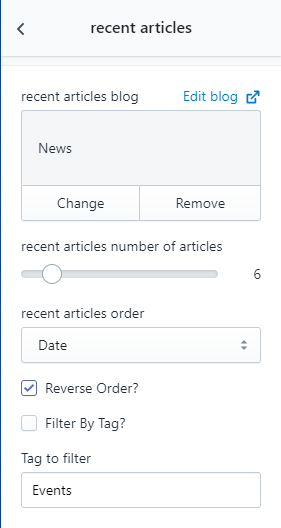 recent articles
recent articles blog Edit blog
News
Change Remove
recent articles number of articles
6
recent articles order
Date
Reverse Order?
Filter By Tag?
Tag to filter
Events